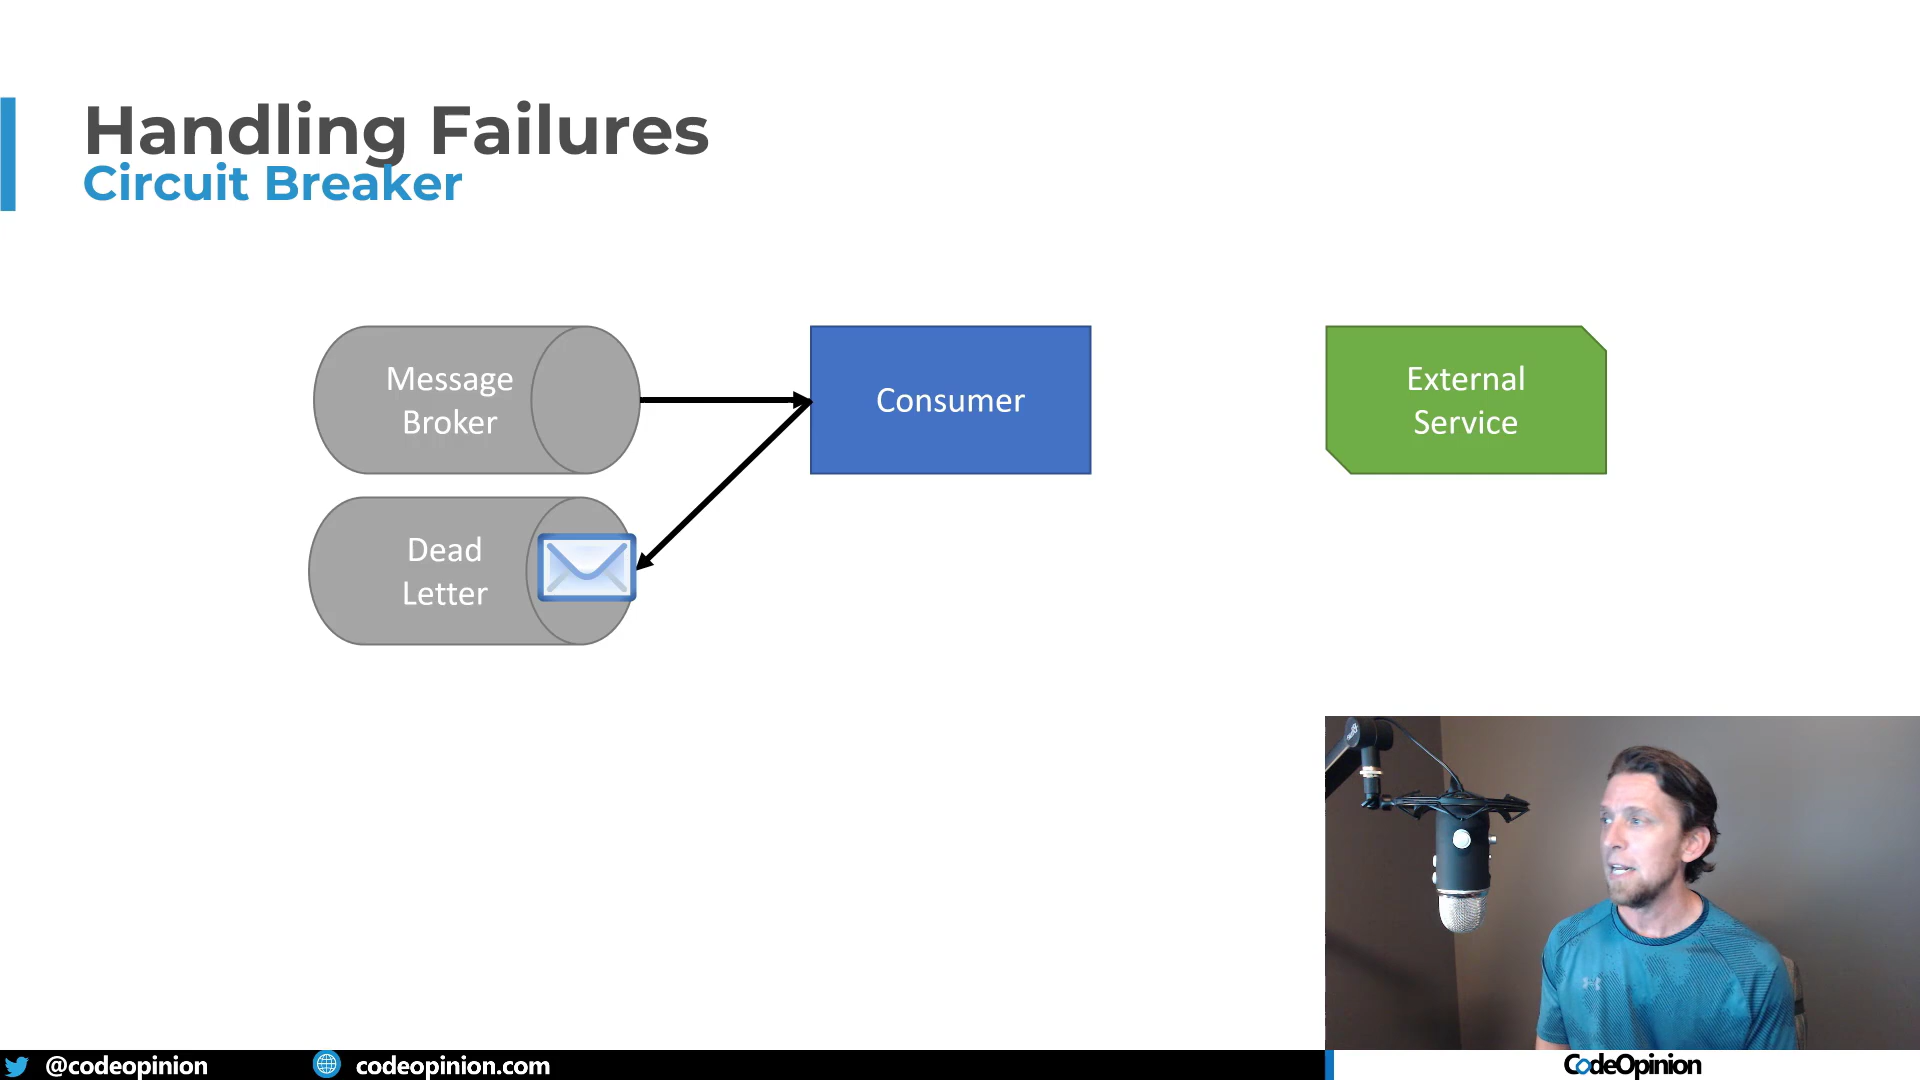 Handling Failures
Circuit Breaker
Message
Broker
Consumer
External
Service
Dead
Letter
@codeopinion
codeopinion.com
CodeOpinion